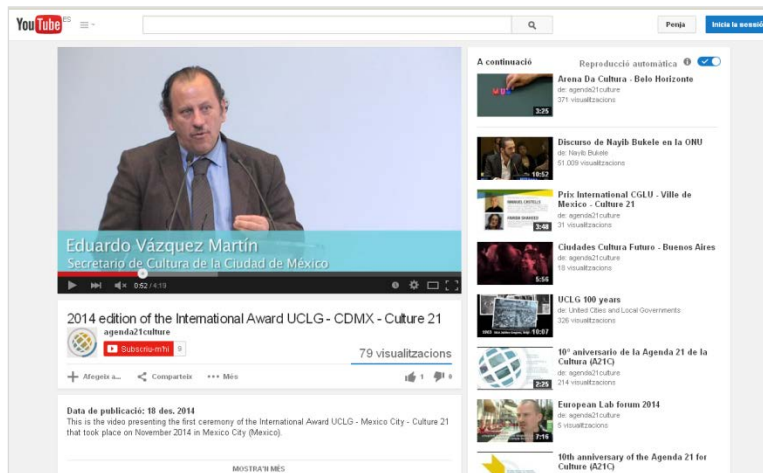 YouTube ES
Penja
Inicia la sessió
Eduardo Vázquez Martín
Secretario de Cultura de la Ciudad de México
0:52 / 4:19
2014 edition of the International Award UCLG - CDMX - Culture 21
agenda21culture
Subscriu-m'hi 9
79 visualitzacions
Afegeix a... Comparteix Més
1 0
Data de publicació: 18 des. 2014
This is the video presenting the first ceremony of the International Award UCLG - Mexico City - Culture 21
that took place on November 2014 in Mexico City (Mexico).
MOSTRA'N MÉS
A continuació
Reproducció automàtica
Arena Da Cultura - Belo Horizonte
de: agenda21culture
371 visualitzacions
3:25
Discurso de Nayib Bukele en la ONU
de: Nayib Bukele
51 009 visualitzacions
10:52
Prix International CGLU - Ville de
Mexico - Culture 21
de: agenda21culture
31 visualitzacions
3:48
Ciudades Cultura Futuro - Buenos Aires
de: agenda21culture
18 visualitzacions
5:56
UCLG 100 years
de: United Cities and Local Governments
326 visualitzacions
10:07
10º aniversario de la Agenda 21 de la
Cultura (A21C)
de: agenda21culture
214 visualitzacions
2:25
European Lab forum 2014
de: agenda21culture
5 visualitzacions
7:16
10th anniversary of the Agenda 21 for
Culture (A21C)